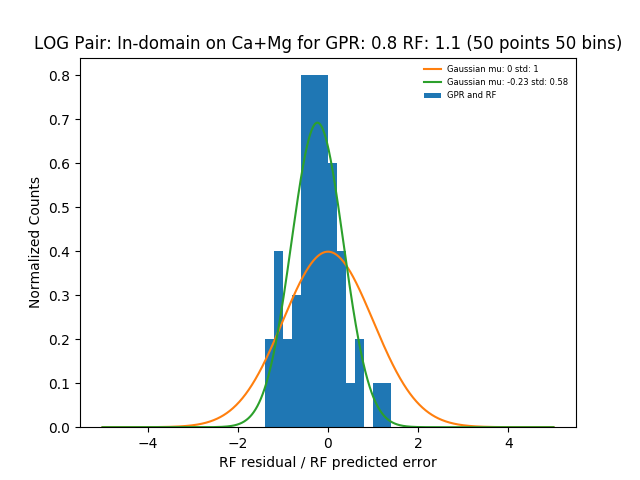 LOG Pair: In-domain on Ca+Mg for GPR: 0.8 RF: 1.1 (50 points 50 bins)
Gaussian mu: 0 std: 1
Gaussian mu: -0.23 std: 0.58
GPR and RF
Normalized Counts
0.8
0.7
0.6
0.5
0.4
0.3
0.2
0.1
0.0
−4
−2
0
2
4
RF residual / RF predicted error